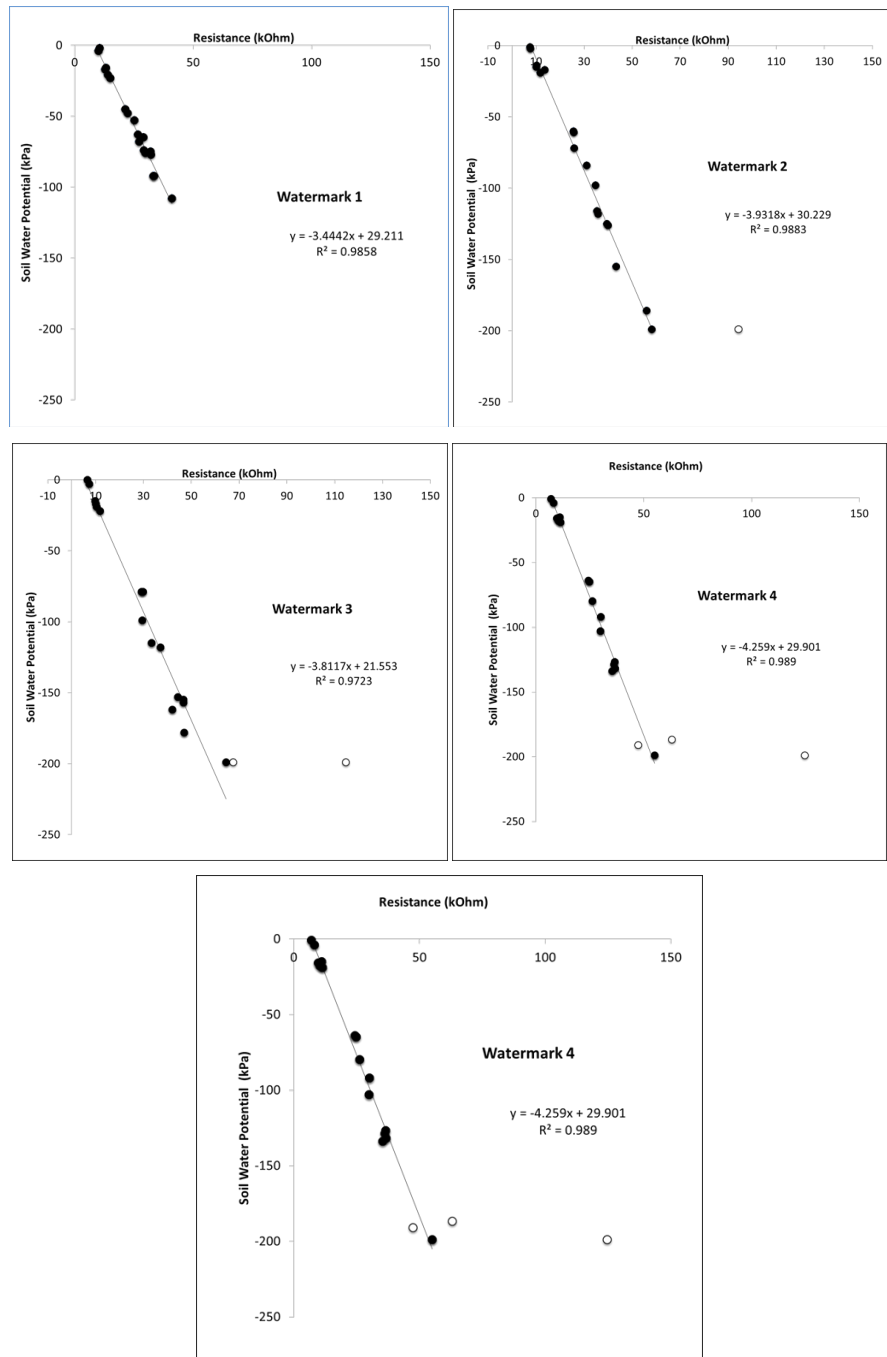 Resistance (kOhm)
0
0 50 100 150
-50
-100
-150
-200
-250
Soil Water Potential (kPa)
Watermark 1
y = -3.4442x + 29.211
R² = 0.9858
Resistance (kOhm)
0
-10 10 30 50 70 90 110 130 150
-50
-100
-150
-200
-250
Soil Water Potential (kPa)
Watermark 2
y = -3.9318x + 30.229
R² = 0.9883
Resistance (kOhm)
0
-10 10 30 50 70 90 110 130 150
-50
-100
-150
-200
-250
Soil Water Potential (kPa)
Watermark 3
y = -3.8117x + 21.553
R² = 0.9723
Resistance (kOhm)
0
0 50 100 150
-50
-100
-150
-200
-250
Soil Water Potential (kPa)
Watermark 4
y = -4.259x + 29.901
R² = 0.989
Resistance (kOhm)
0
0 50 100 150
-50
-100
-150
-200
-250
Soil Water Potential (kPa)
Watermark 4
y = -4.259x + 29.901
R² = 0.989